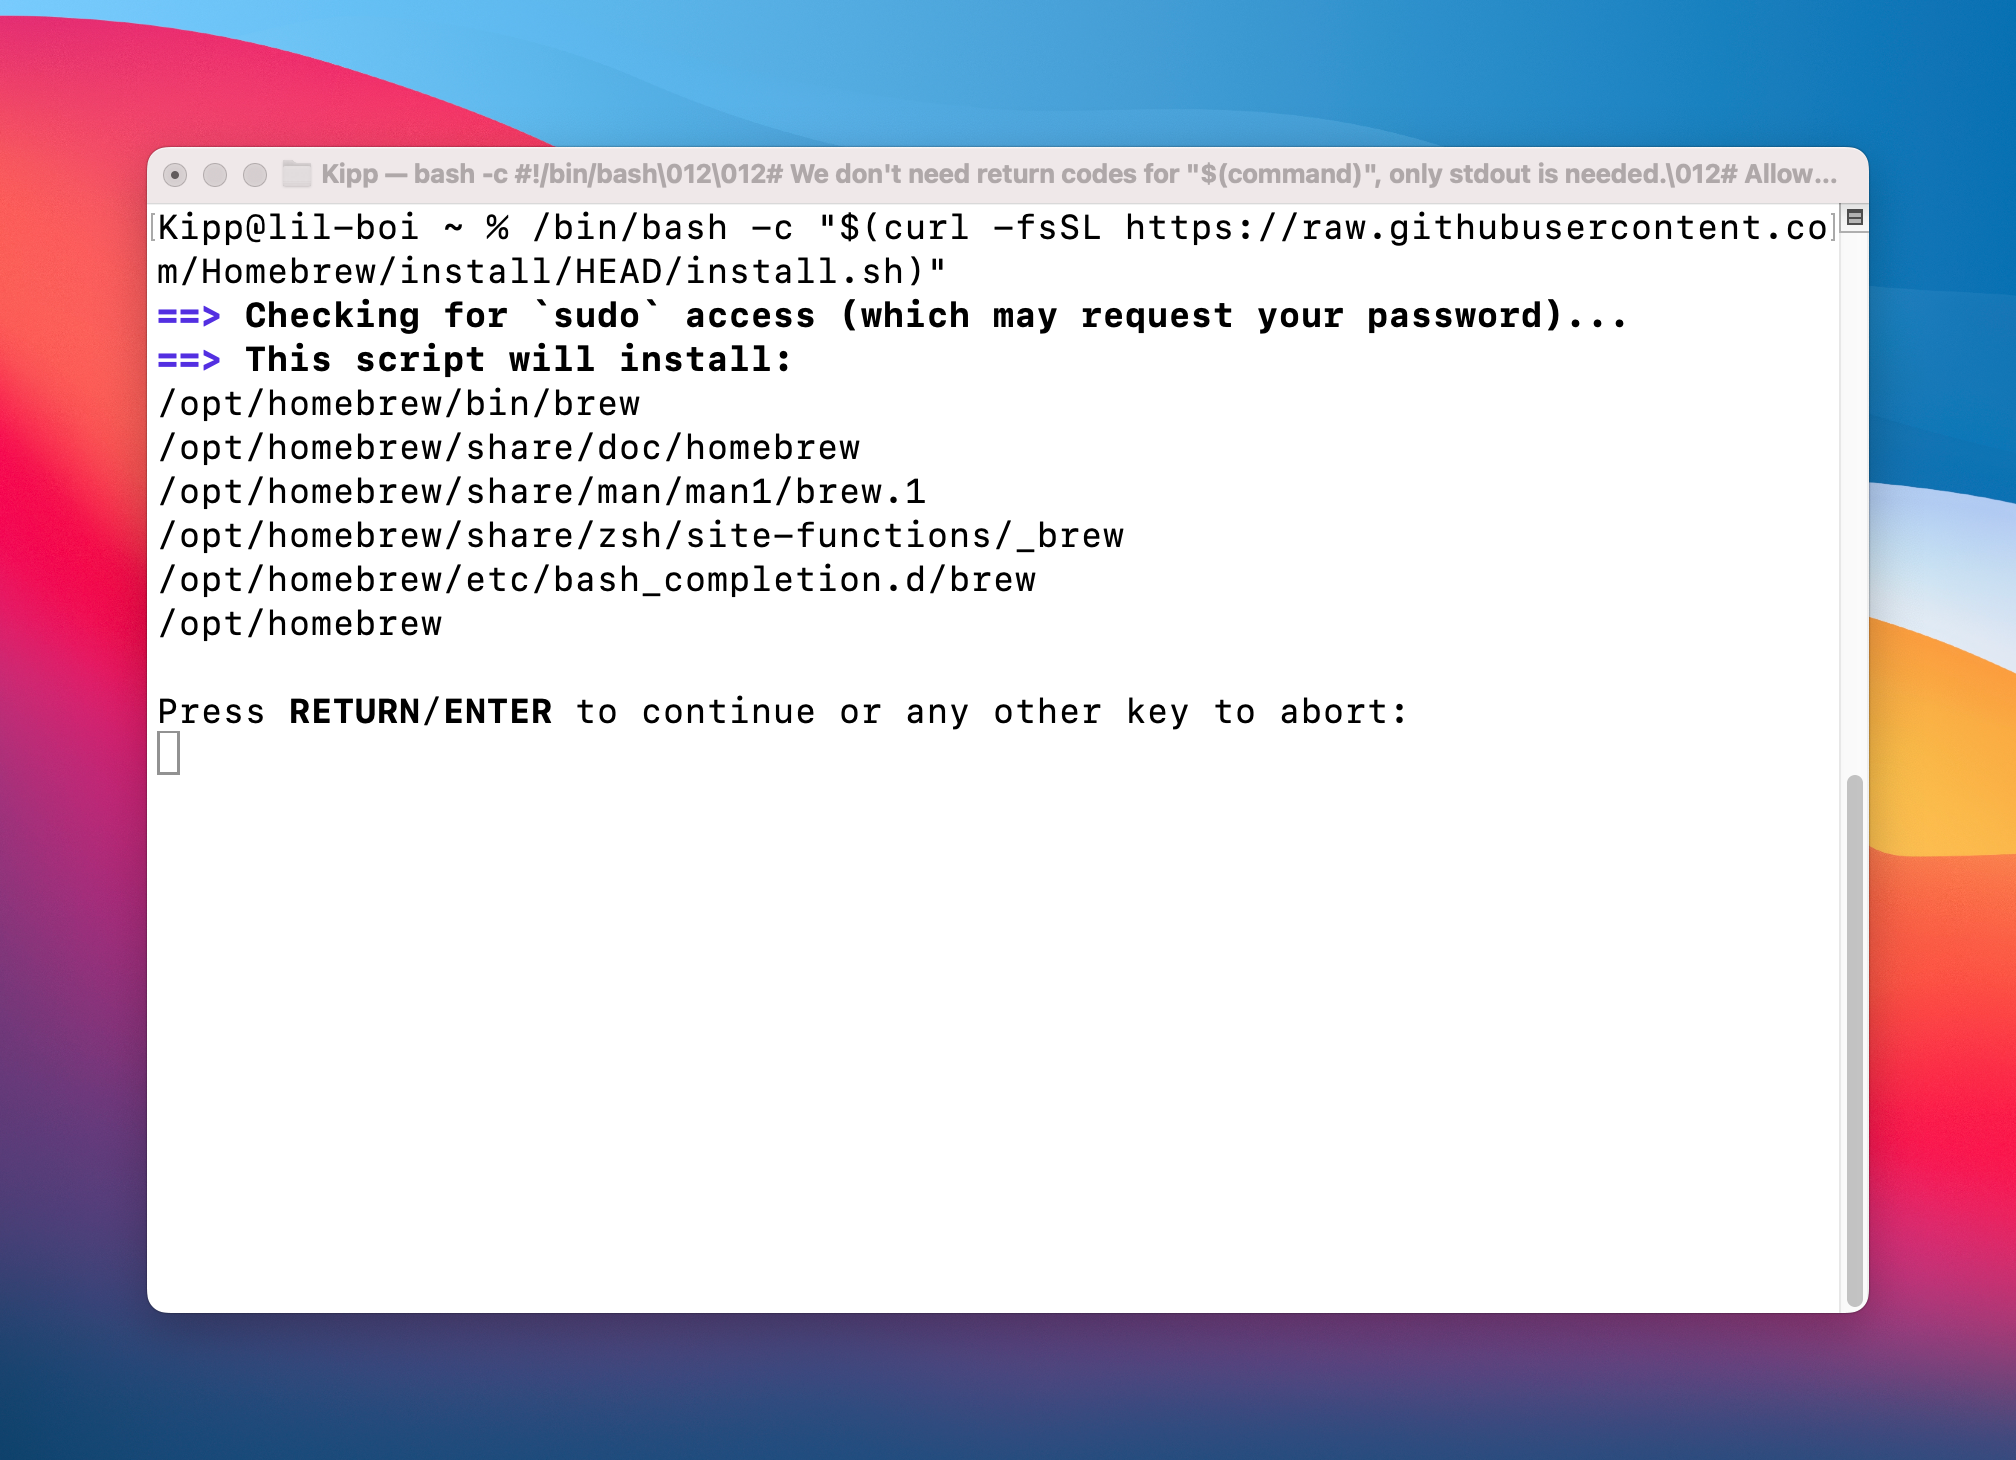 Kipp — bash -c #!/bin/bash\012\012# We don't need return codes for "$(command)", only stdout is needed.\012# Allow...
Kipp@lil-boi ~ % /bin/bash -c "$(curl -fsSL https://raw.githubusercontent.co
m/Homebrew/install/HEAD/install.sh)"
==> Checking for `sudo` access (which may request your password)...
==> This script will install:
/opt/homebrew/bin/brew
/opt/homebrew/share/doc/homebrew
/opt/homebrew/share/man/man1/brew.1
/opt/homebrew/share/zsh/site-functions/_brew
/opt/homebrew/etc/bash_completion.d/brew
/opt/homebrew
Press RETURN/ENTER to continue or any other key to abort: